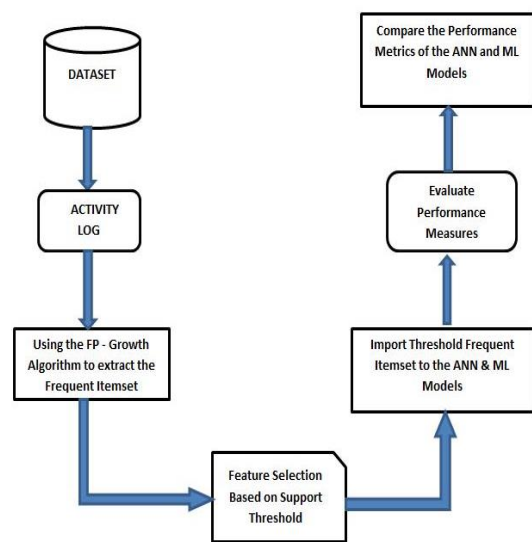 DATASET
ACTIVITY
LOG
Using the FP - Growth
Algorithm to extract the
Frequent Itemset
Feature Selection
Based on Support
Threshold
Import Threshold Frequent
Itemset to the ANN & ML
Models
Evaluate
Performance
Measures
Compare the Performance
Metrics of the ANN and ML
Models